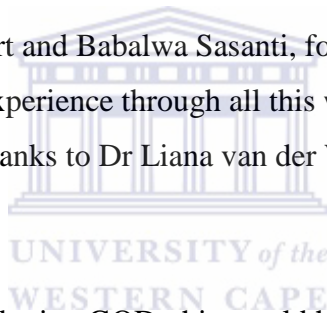 rt and Babalwa Sasanti, fo
xperience through all this
anks to Dr Liana van der
UNIVERSITY of the
WESTERN CAPE
GOD